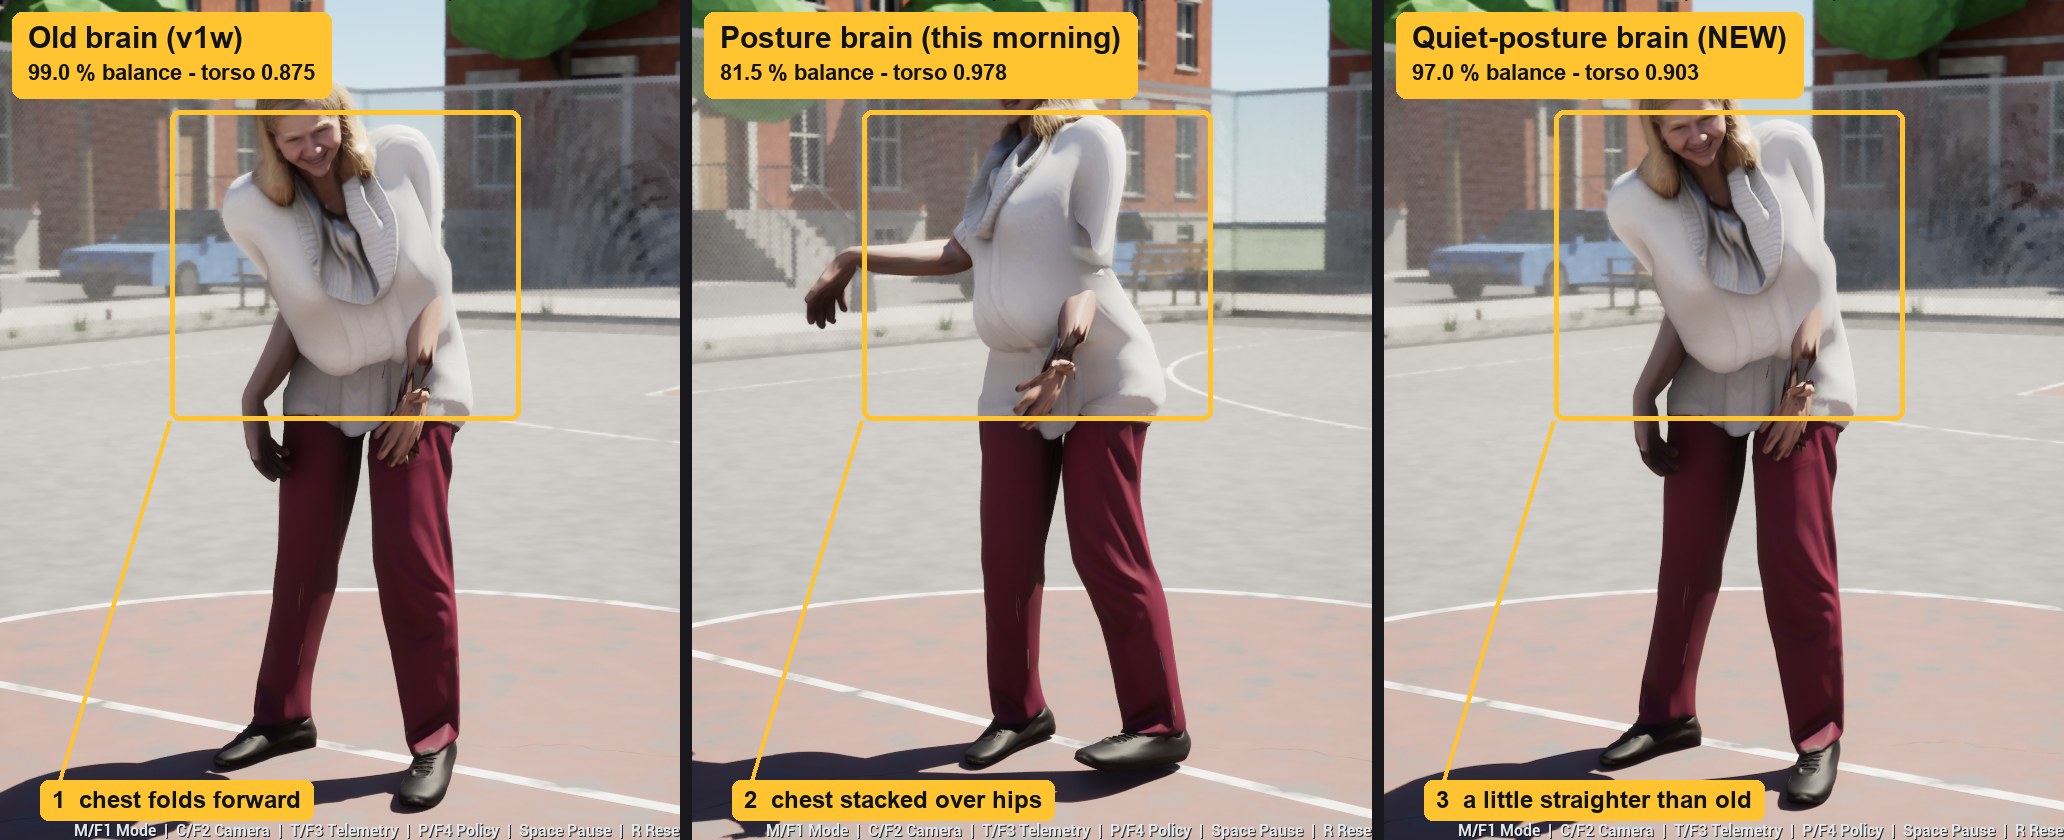 Old brain (v1w)
99.0 % balance - torso 0.875
Posture brain (this morning)
81.5 % balance - torso 0.978
Quiet-posture brain (NEW)
97.0 % balance - torso 0.903
1 chest folds forward
2 chest stacked over hips
3 a little straighter than old
M/F1 Mode | C/F2 Camera | T/F3 Telemetry | P/F4 Policy | Space Pause | R Rese
M/F1 Mode | C/F2 Camera | T/F3 Telemetry | P/F4 Policy | Space Pause | R Rese
M/F1 Mode | C/F2 Camera | T/F3 Telemetry | P/F4 Policy | Space Pause | R Rese